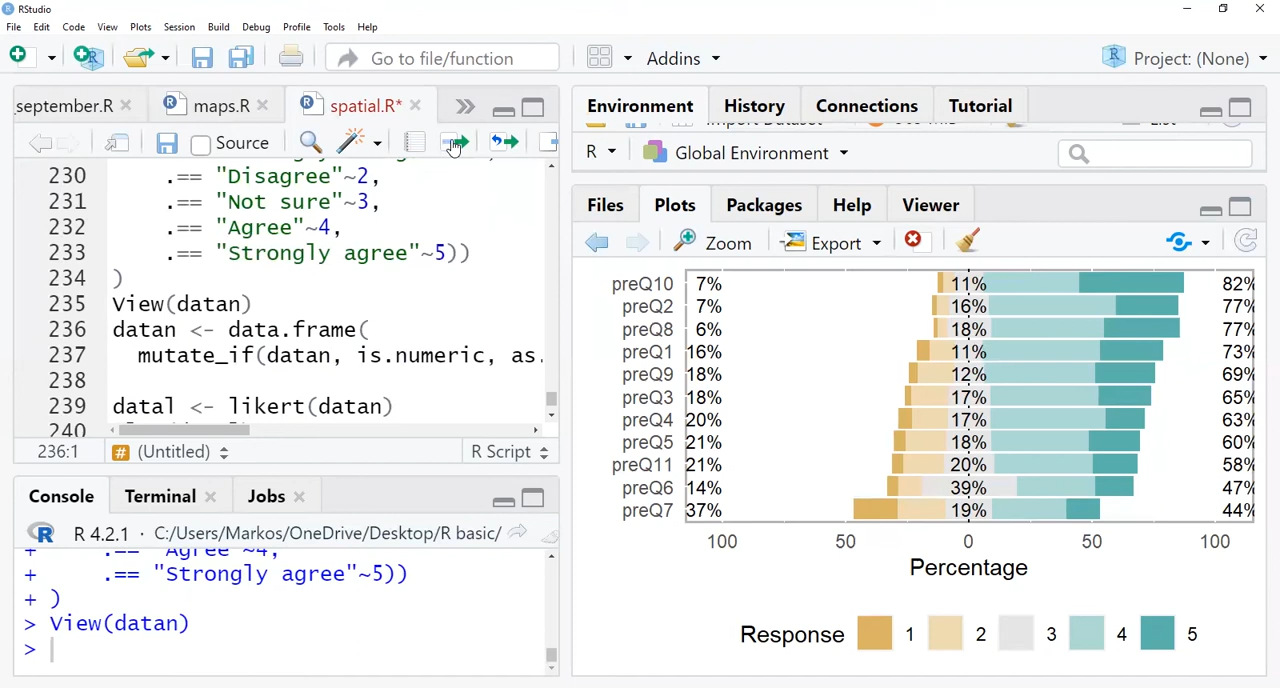 RStudio
File Edit Code View Plots Session Build Debug Profile Tools Help
Go to file/function Addins Project: (None)
september.R maps.R spatial.R*
Source
230 .== "Disagree"~2,
231 .== "Not sure"~3,
232 .== "Agree"~4,
233 .== "Strongly agree"~5))
234 )
235 View(datan)
236 datan <- data.frame(
237 mutate_if(datan, is.numeric, as.
238
239 datal <- likert(datan)
240
236:1 (Untitled) R Script
Console Terminal Jobs
R 4.2.1 · C:/Users/Markos/OneDrive/Desktop/R basic/
+ .== "Agree"~4,
+ .== "Strongly agree"~5))
+ )
> View(datan)
>
Environment History Connections Tutorial
R Global Environment
Files Plots Packages Help Viewer
Zoom Export
preQ10 7% 11% 82%
preQ2 7% 16% 77%
preQ8 6% 18% 77%
preQ1 16% 11% 73%
preQ9 18% 12% 69%
preQ3 18% 17% 65%
preQ4 20% 17% 63%
preQ5 21% 18% 60%
preQ11 21% 20% 58%
preQ6 14% 39% 47%
preQ7 37% 19% 44%
100 50 0 50 100
Percentage
Response 1 2 3 4 5